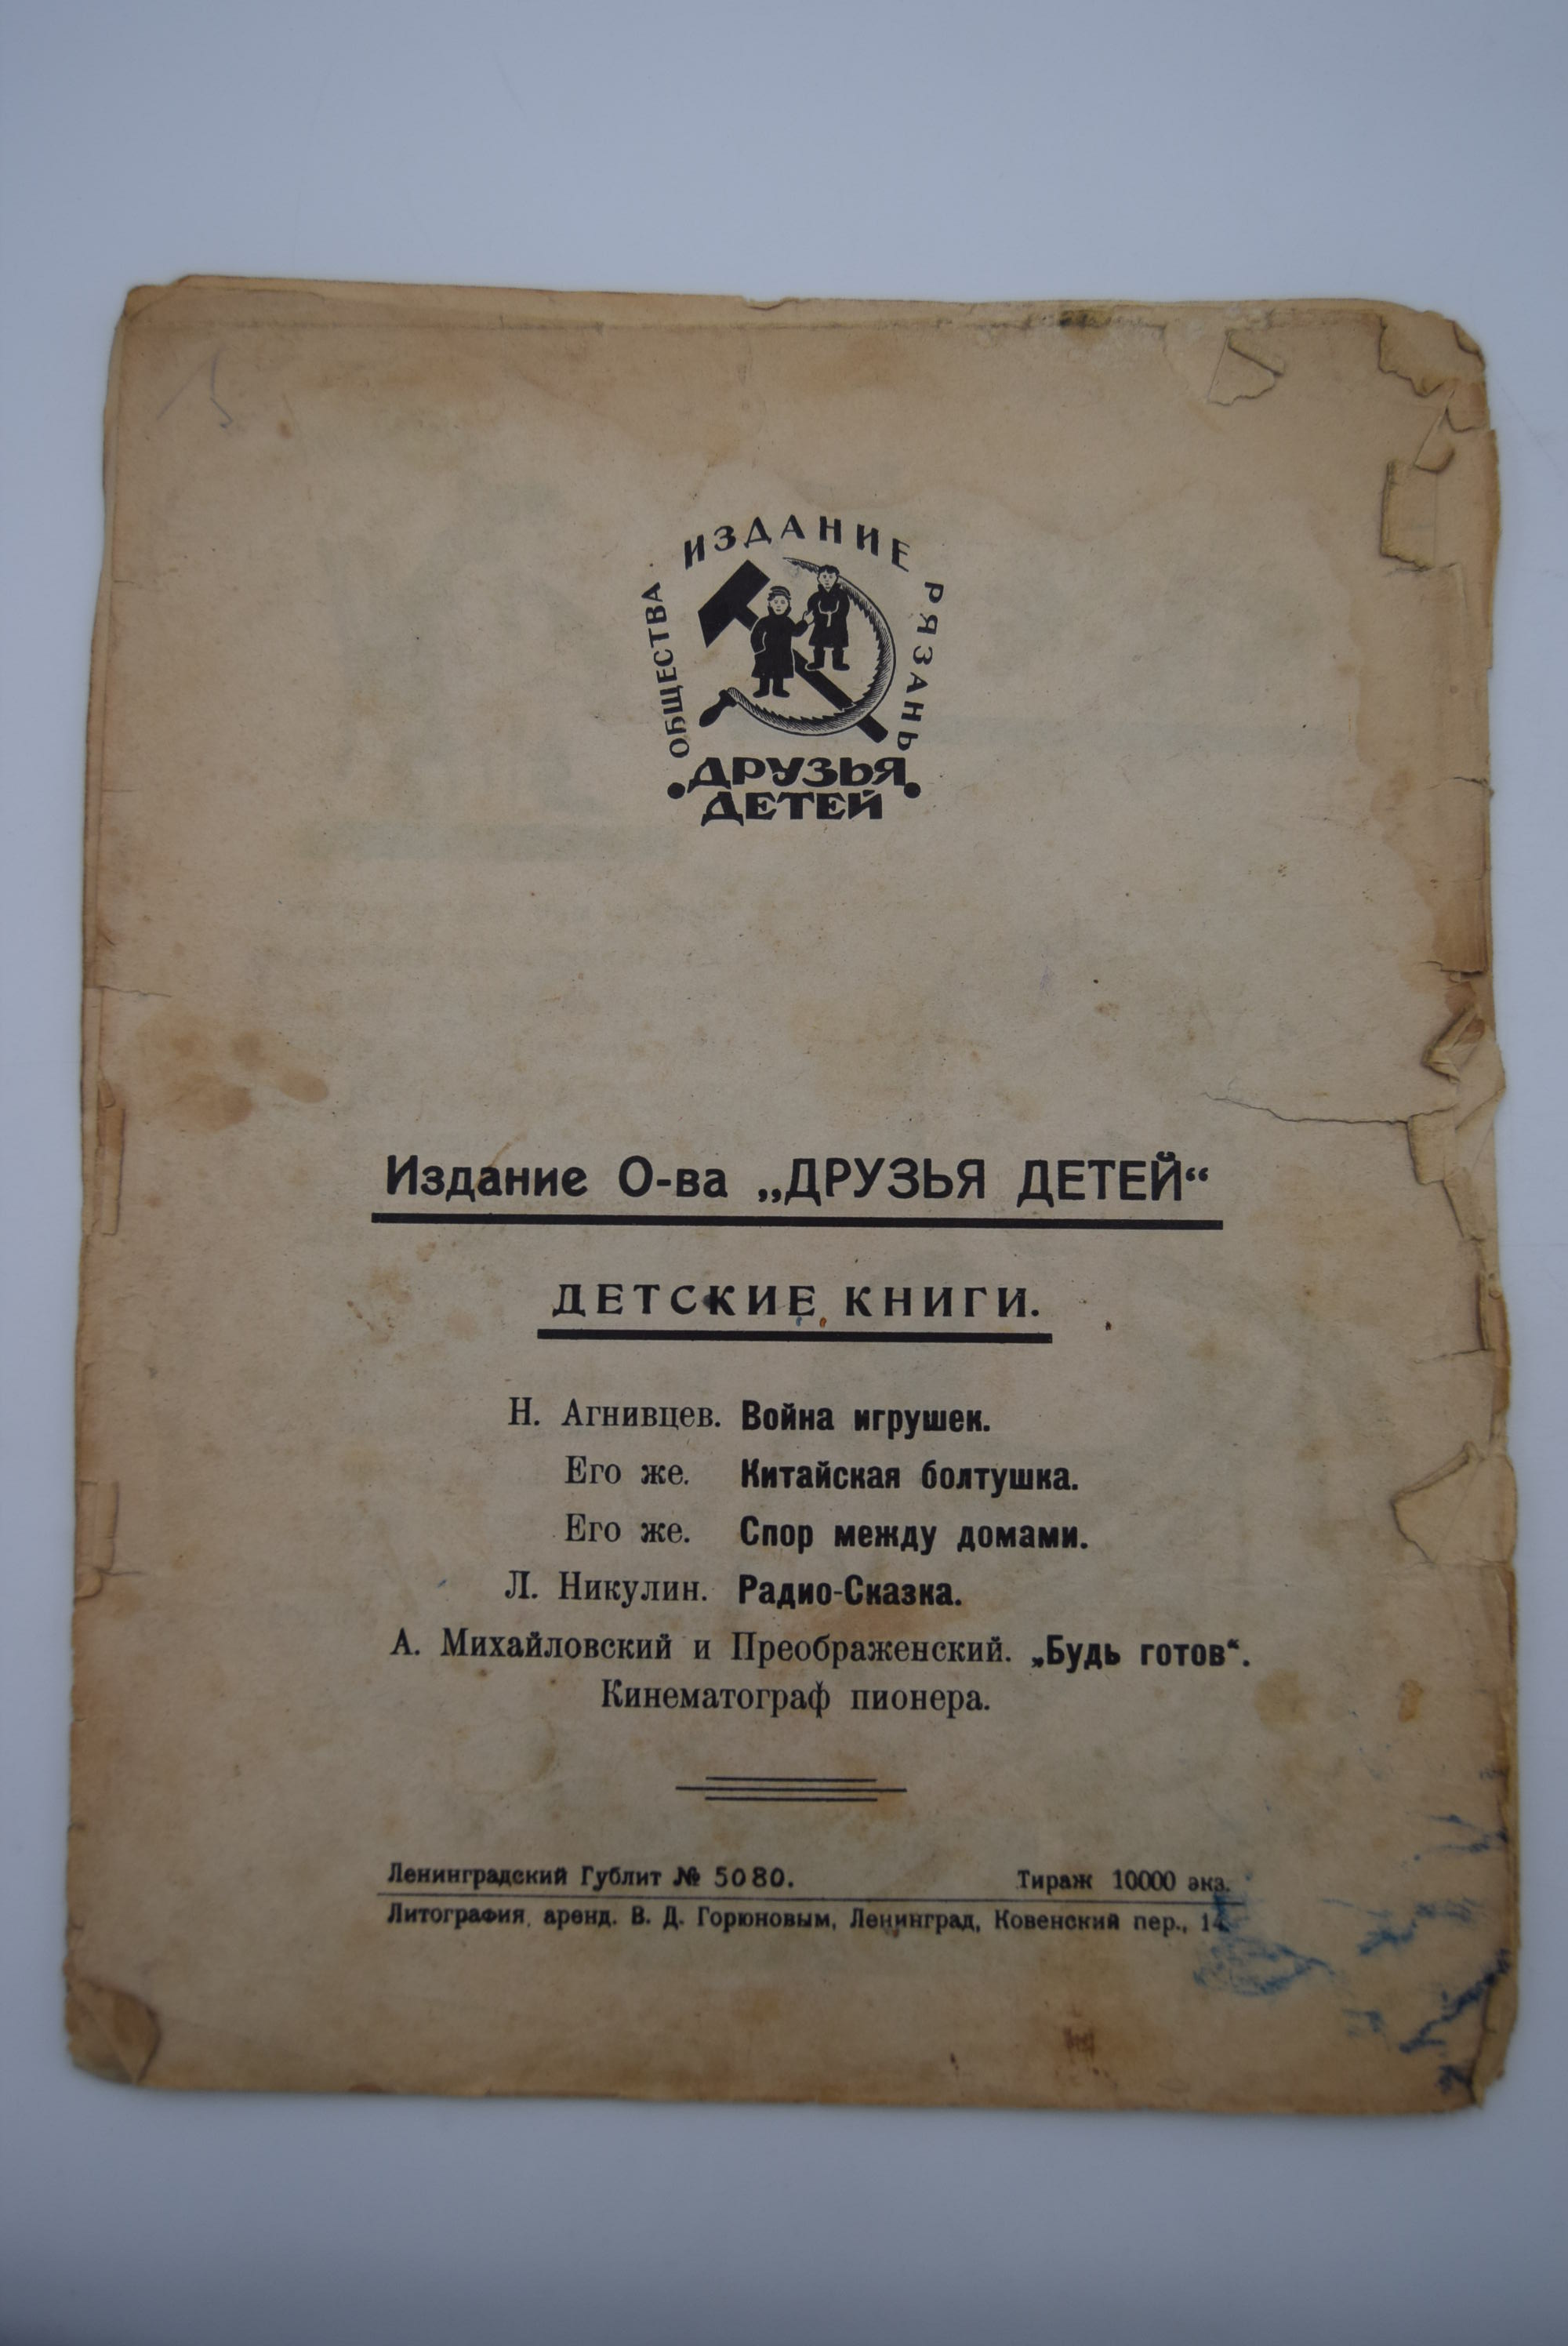 ИЗДАНИЕ
ОБЩЕСТВА
РЯЗАНЬ
ДРУЗЬЯ
ДЕТЕЙ
Издание О-ва „ДРУЗЬЯ ДЕТЕЙ“
ДЕТСКИЕ КНИГИ.
Н. Агнивцев. Война игрушек.
Его же. Китайская болтушка.
Его же. Спор между домами.
Л. Никулин. Радио-Сказка.
А. Михайловский и Преображенский. „Будь готов“.
Кинематограф пионера.
Ленинградский Гублит № 5080. Тираж 10000 экз.
Литография, аренд. В. Д. Горюновым, Ленинград, Ковенский пер.,